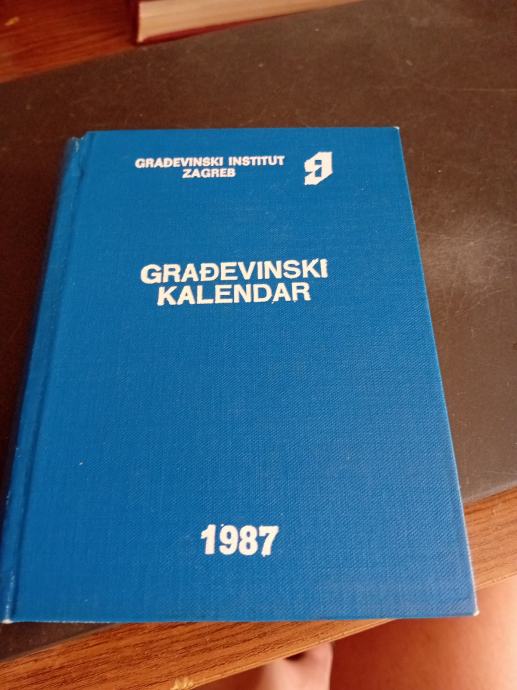 GRAĐEVINSKI INSTITUT
ZAGREB
GRAĐEVINSKI
KALENDAR
1987